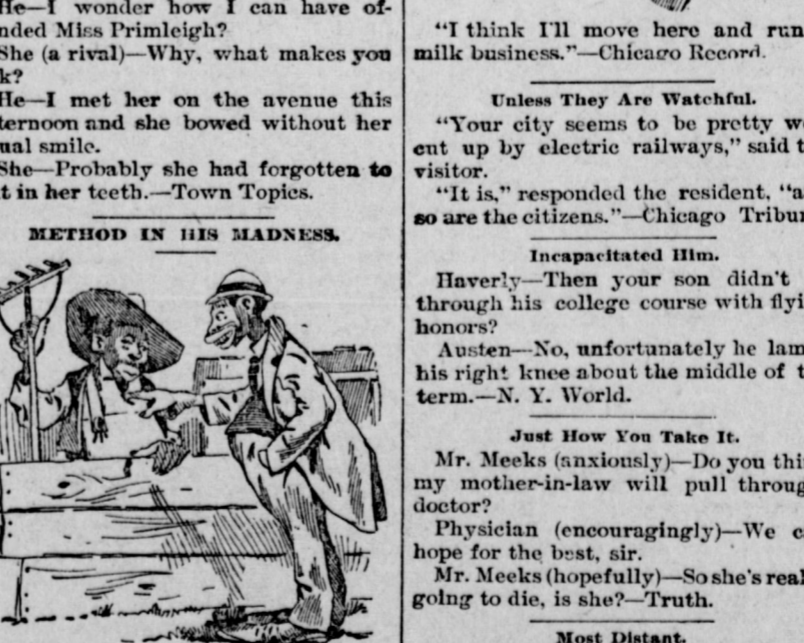 He—I wonder how I can have of-
nded Miss Primleigh?
She (a rival)—Why, what makes you
k?
He—I met her on the avenue this
ternoon and she bowed without her
ual smile.
She—Probably she had forgotten to
t in her teeth.—Town Topics.
METHOD IN HIS MADNESS.
"I think I'll move here and run
milk business."—Chicago Record.
Unless They Are Watchful.
"Your city seems to be pretty w
cut up by electric railways," said t
visitor.
"It is," responded the resident, "a
so are the citizens."—Chicago Tribu
Incapacitated Him.
Haverly—Then your son didn't
through his college course with flyi
honors?
Austen—No, unfortunately he lam
his right knee about the middle of t
term.—N. Y. World.
Just How You Take It.
Mr. Meeks (anxiously)—Do you thi
my mother-in-law will pull throug
doctor?
Physician (encouragingly)—We c
hope for the best, sir.
Mr. Meeks (hopefully)—So she's real
going to die, is she?—Truth.
Most Distant.